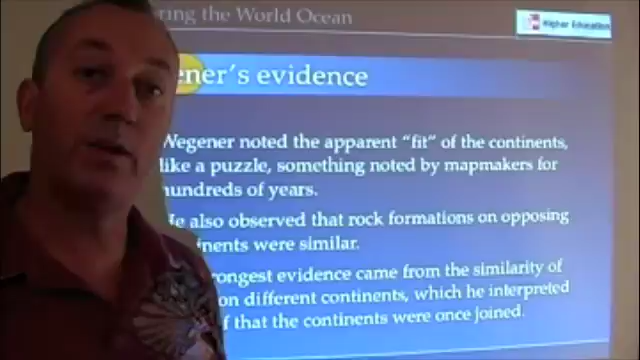 ring the World Ocean
Higher Education
ener's evidence
Wegener noted the apparent "fit" of the continents,
like a puzzle, something noted by mapmakers for
hundreds of years.
He also observed that rock formations on opposing
nents were similar.
rongest evidence came from the similarity of
on different continents, which he interpreted
f that the continents were once joined.